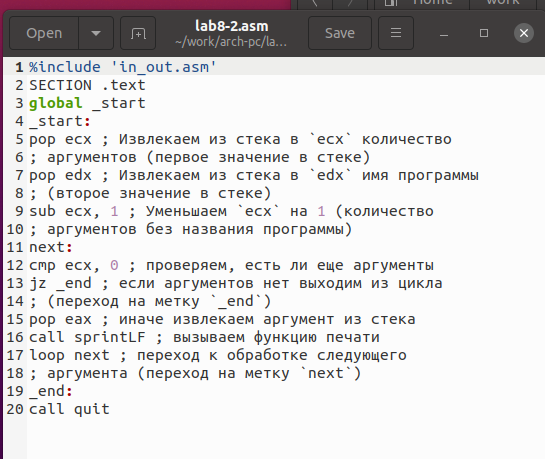 Home
work
Open
lab8-2.asm
~/work/arch-pc/la...
Save
1 %include 'in_out.asm'
2 SECTION .text
3 global _start
4 _start:
5 pop ecx ; Извлекаем из стека в `ecx` количество
6 ; аргументов (первое значение в стеке)
7 pop edx ; Извлекаем из стека в `edx` имя программы
8 ; (второе значение в стеке)
9 sub ecx, 1 ; Уменьшаем `ecx` на 1 (количество
10 ; аргументов без названия программы)
11 next:
12 cmp ecx, 0 ; проверяем, есть ли еще аргументы
13 jz _end ; если аргументов нет выходим из цикла
14 ; (переход на метку `_end`)
15 pop eax ; иначе извлекаем аргумент из стека
16 call sprintLF ; вызываем функцию печати
17 loop next ; переход к обработке следующего
18 ; аргумента (переход на метку `next`)
19 _end:
20 call quit